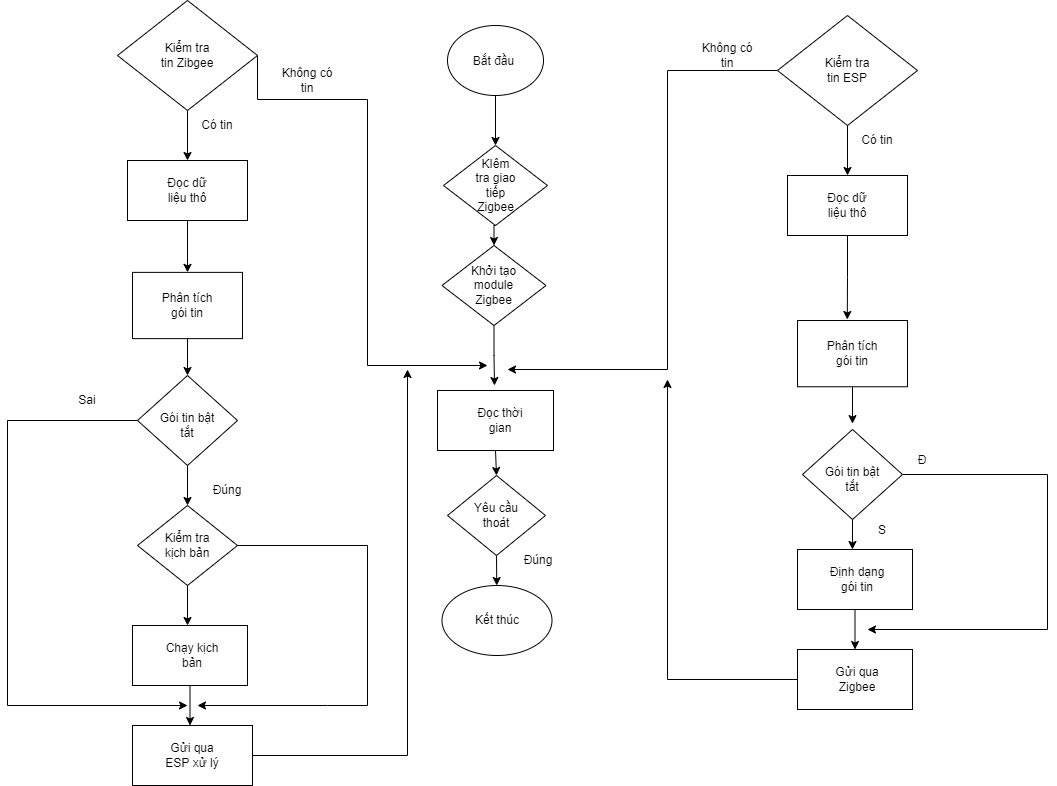 Kiểm tra
tin Zibgee
Không có
tin
Có tin
Đọc dữ
liệu thô
Phân tích
gói tin
Sai
Gói tin bật
tắt
Đúng
Kiểm tra
kịch bản
Chạy kịch
bản
Gửi qua
ESP xử lý
Bắt đầu
KIêm
tra giao
tiếp
Zigbee
Khởi tạo
module
Zigbee
Đọc thời
gian
Yêu cầu
thoát
Đúng
Kết thúc
Không có
tin
Kiểm tra
tin ESP
Có tin
Đọc dữ
liệu thô
Phân tích
gói tin
Gói tin bật
tắt
Đ
S
Định dạng
gói tin
Gửi qua
Zigbee